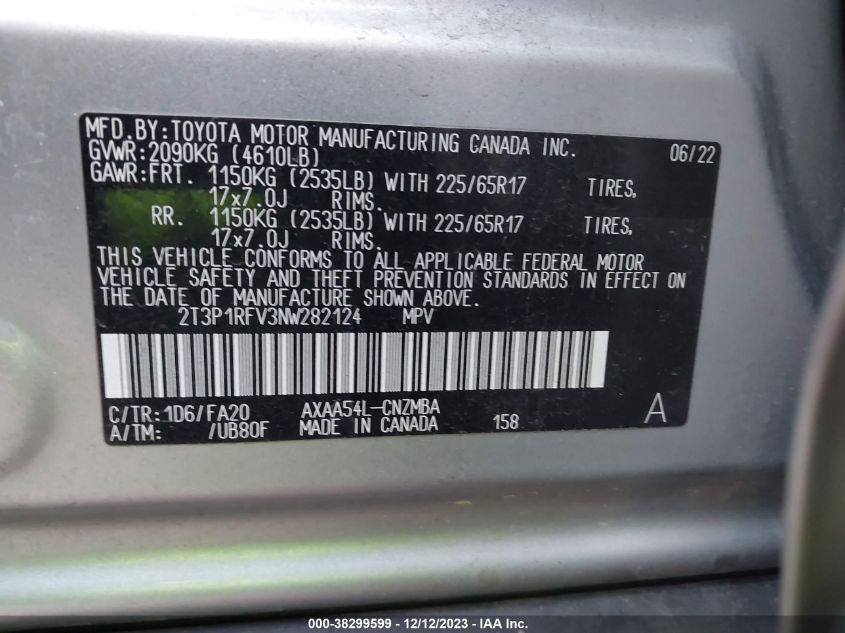 MFD.BY:TOYOTA MOTOR MANUFACTURING CANADA INC. 06/22
GVWR:2090KG (4610LB)
GAWR:FRT. 1150KG (2535LB) WITH 225/65R17 TIRES,
17x7.0J RIMS.
RR. 1150KG (2535LB) WITH 225/65R17 TIRES,
17x7.0J RIMS.
THIS VEHICLE CONFORMS TO ALL APPLICABLE FEDERAL MOTOR
VEHICLE SAFETY AND THEFT PREVENTION STANDARDS IN EFFECT ON
THE DATE OF MANUFACTURE SHOWN ABOVE.
2T3P1RFV3NW282124 MPV
C/TR:1D6/FA20 AXAA54L-CNZMBA
A/TM: /UB80F MADE IN CANADA 158 A
000-38299599 - 12/12/2023 - IAA Inc.